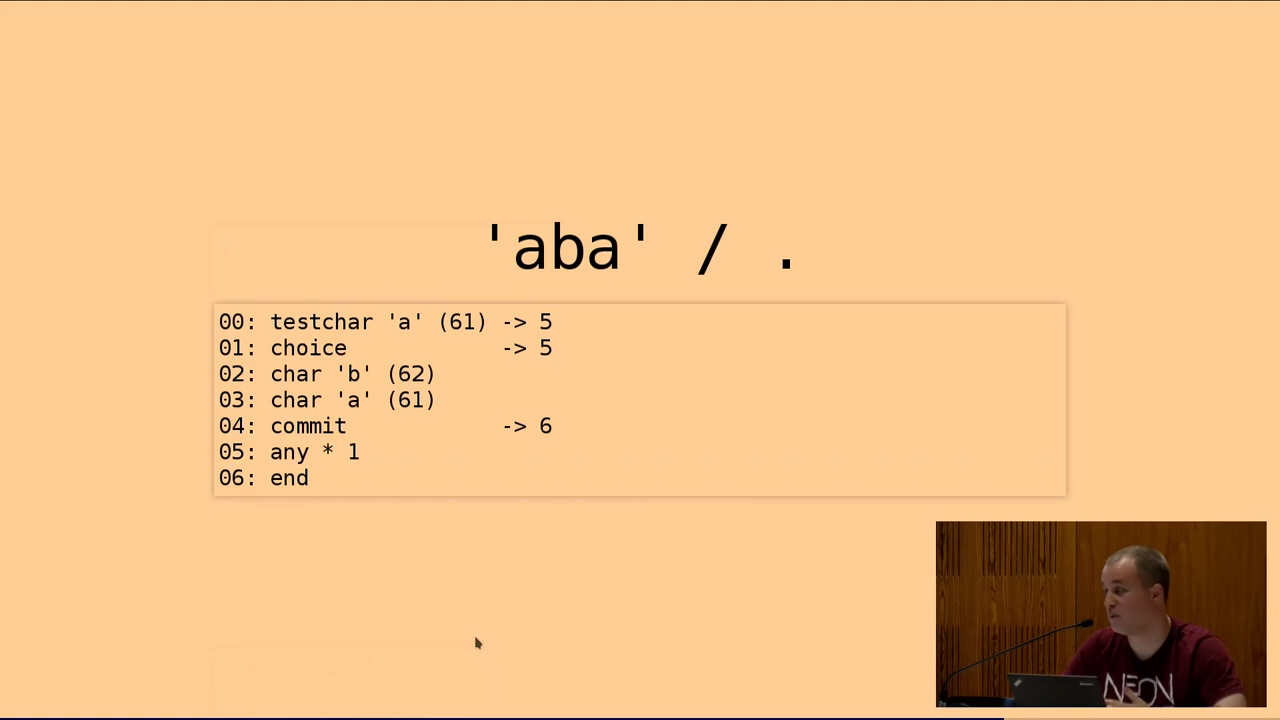 'aba' / .
00: testchar 'a' (61) -> 5
01: choice            -> 5
02: char 'b' (62)
03: char 'a' (61)
04: commit            -> 6
05: any * 1
06: end
NEON